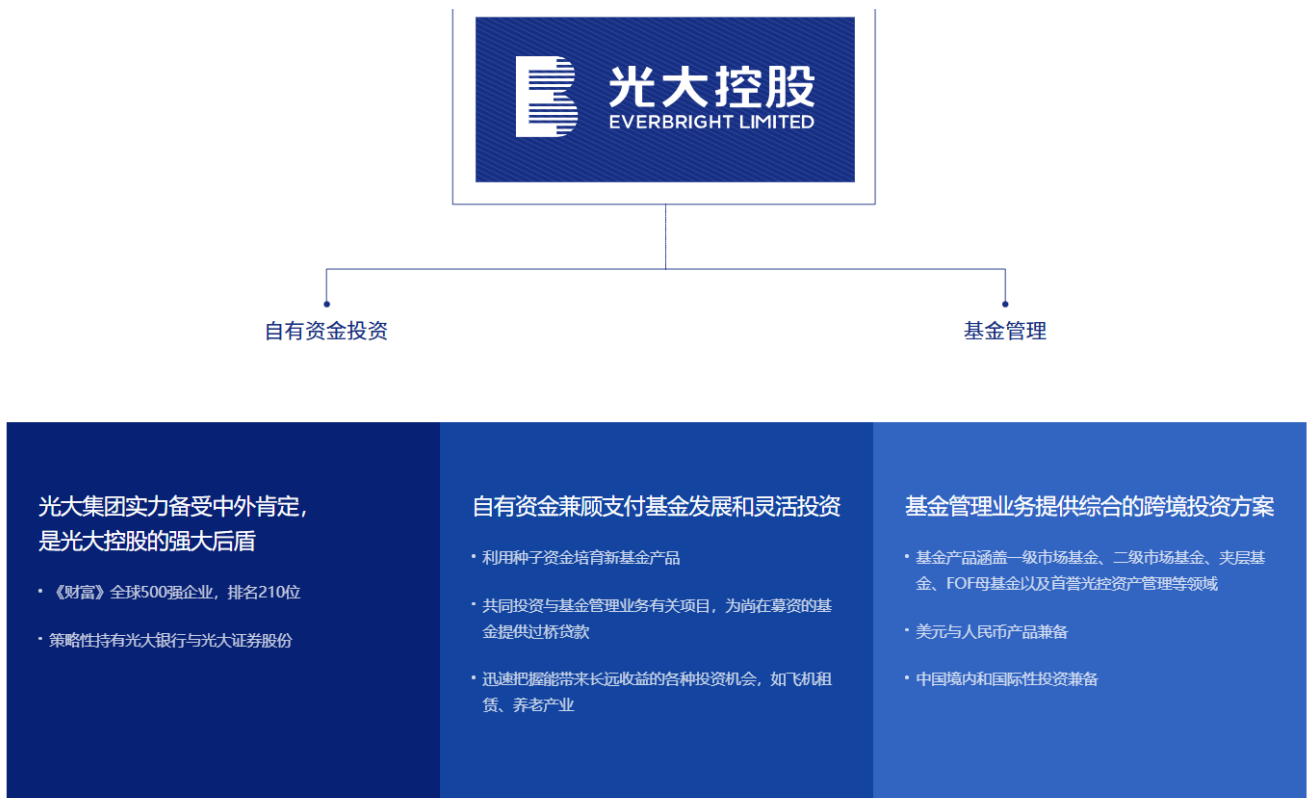 光大控股
EVERBRIGHT LIMITED
自有资金投资
基金管理
光大集团实力备受中外肯定，
是光大控股的强大后盾
• 《财富》全球500强企业，排名210位
• 策略性持有光大银行与光大证券股份
自有资金兼顾支付基金发展和灵活投资
• 利用种子资金培育新基金产品
• 共同投资与基金管理业务有关项目，为尚在募资的基
金提供过桥贷款
• 迅速把握能带来长远收益的各种投资机会，如飞机租
赁、养老产业
基金管理业务提供综合的跨境投资方案
• 基金产品涵盖一级市场基金、二级市场基金、夹层基
金、FOF母基金以及首誉光控资产管理等领域
• 美元与人民币产品兼备
• 中国境内和国际性投资兼备